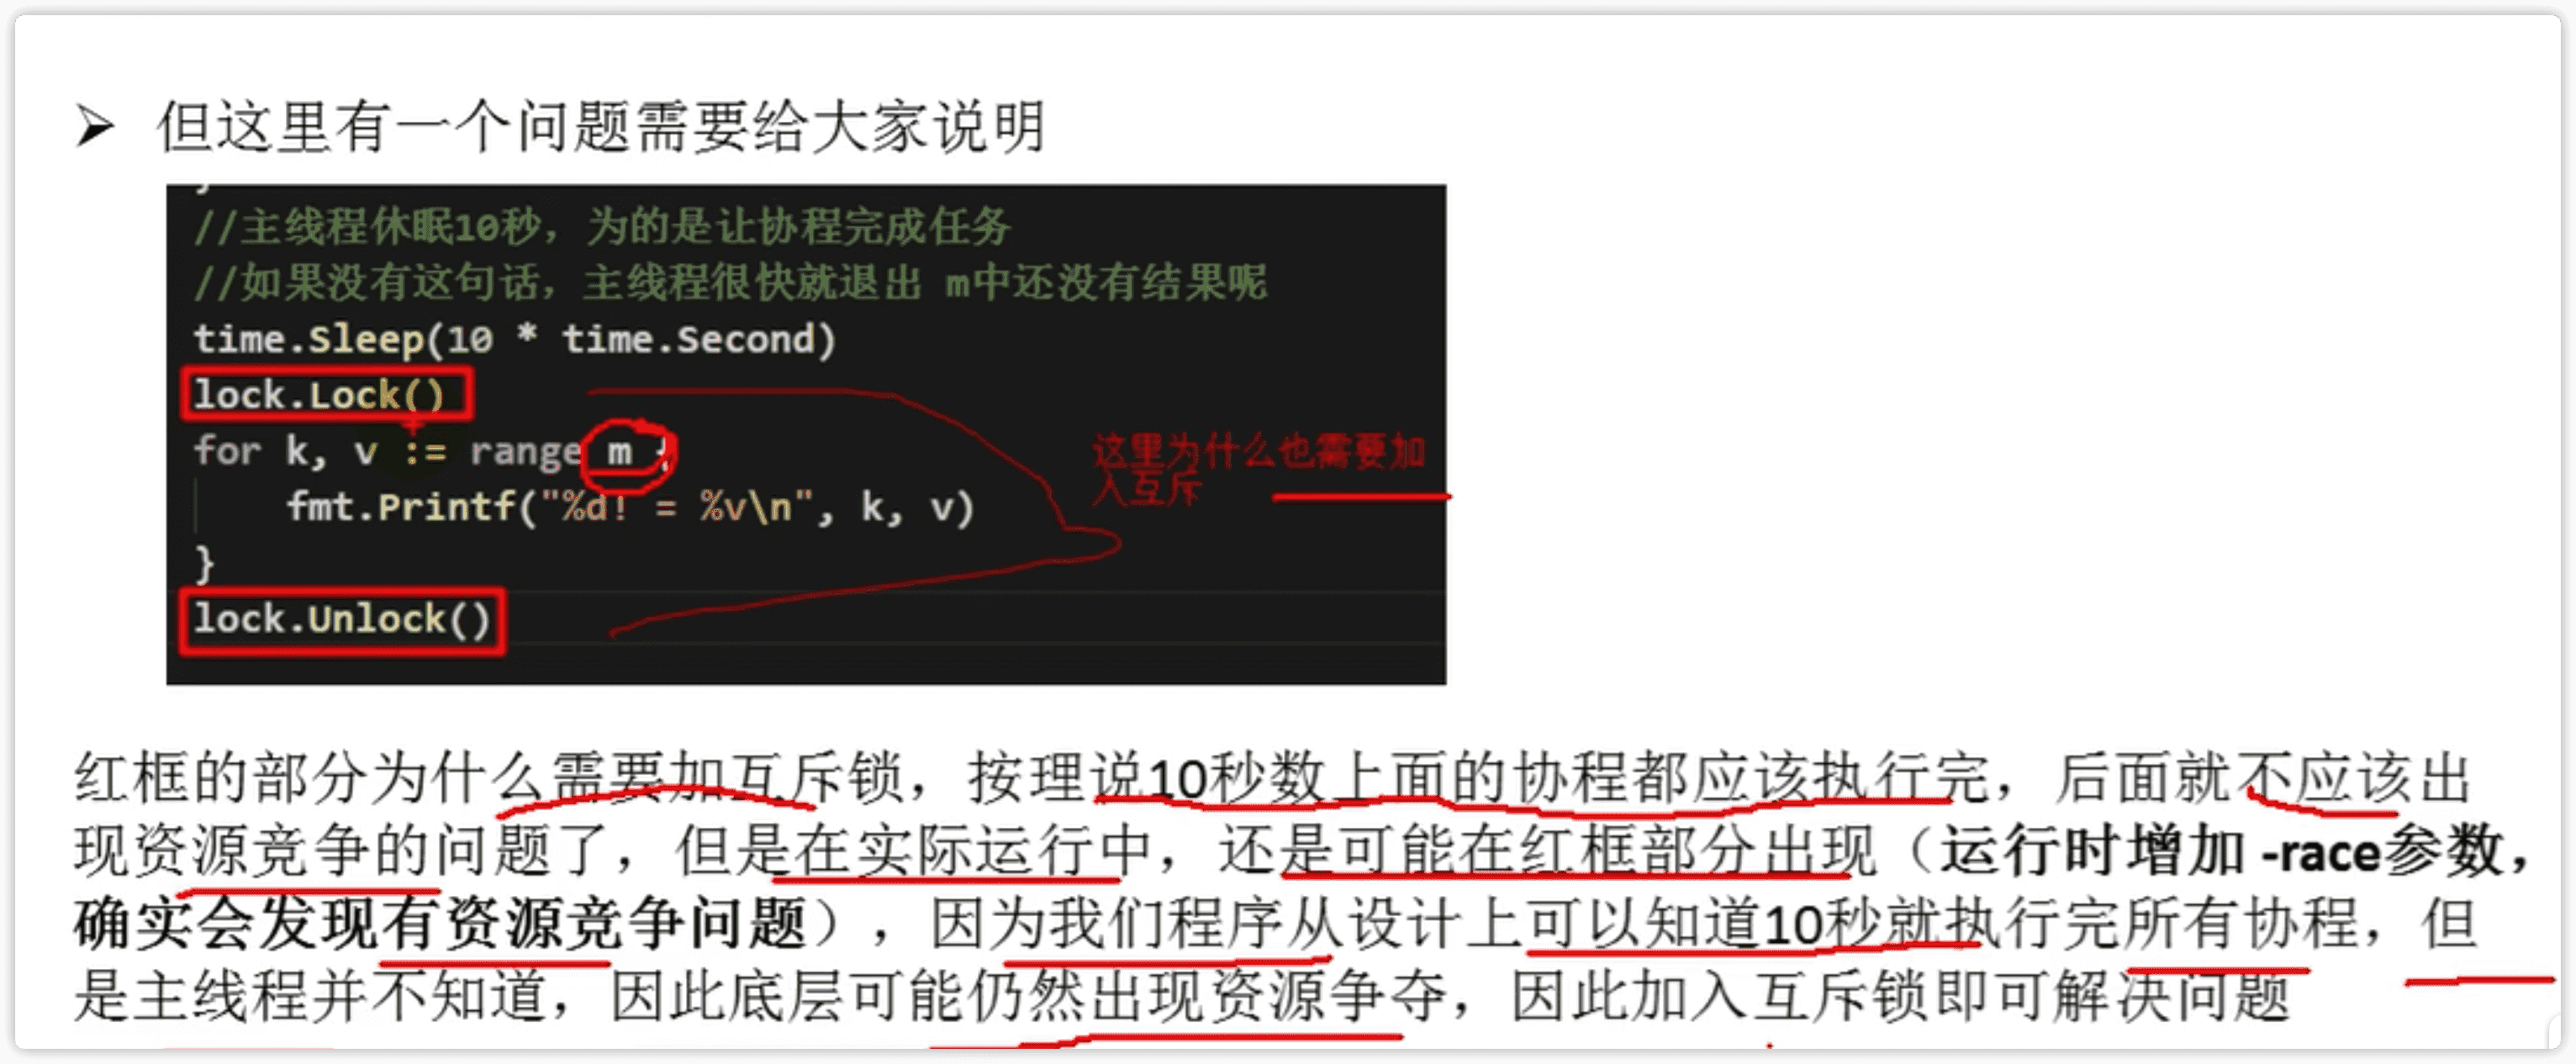 ➢ 但这里有一个问题需要给大家说明
}
//主线程休眠10秒，为的是让协程完成任务
//如果没有这句话，主线程很快就退出 m中还没有结果呢
time.Sleep(10 * time.Second)
lock.Lock()
for k, v := range m {
fmt.Printf("%d! = %v\n", k, v)
}
lock.Unlock()
这里为什么也需要加
入互斥
红框的部分为什么需要加互斥锁，按理说10秒数上面的协程都应该执行完，后面就不应该出
现资源竞争的问题了，但是在实际运行中，还是可能在红框部分出现（运行时增加 -race参数，
确实会发现有资源竞争问题），因为我们程序从设计上可以知道10秒就执行完所有协程，但
是主线程并不知道，因此底层可能仍然出现资源争夺，因此加入互斥锁即可解决问题